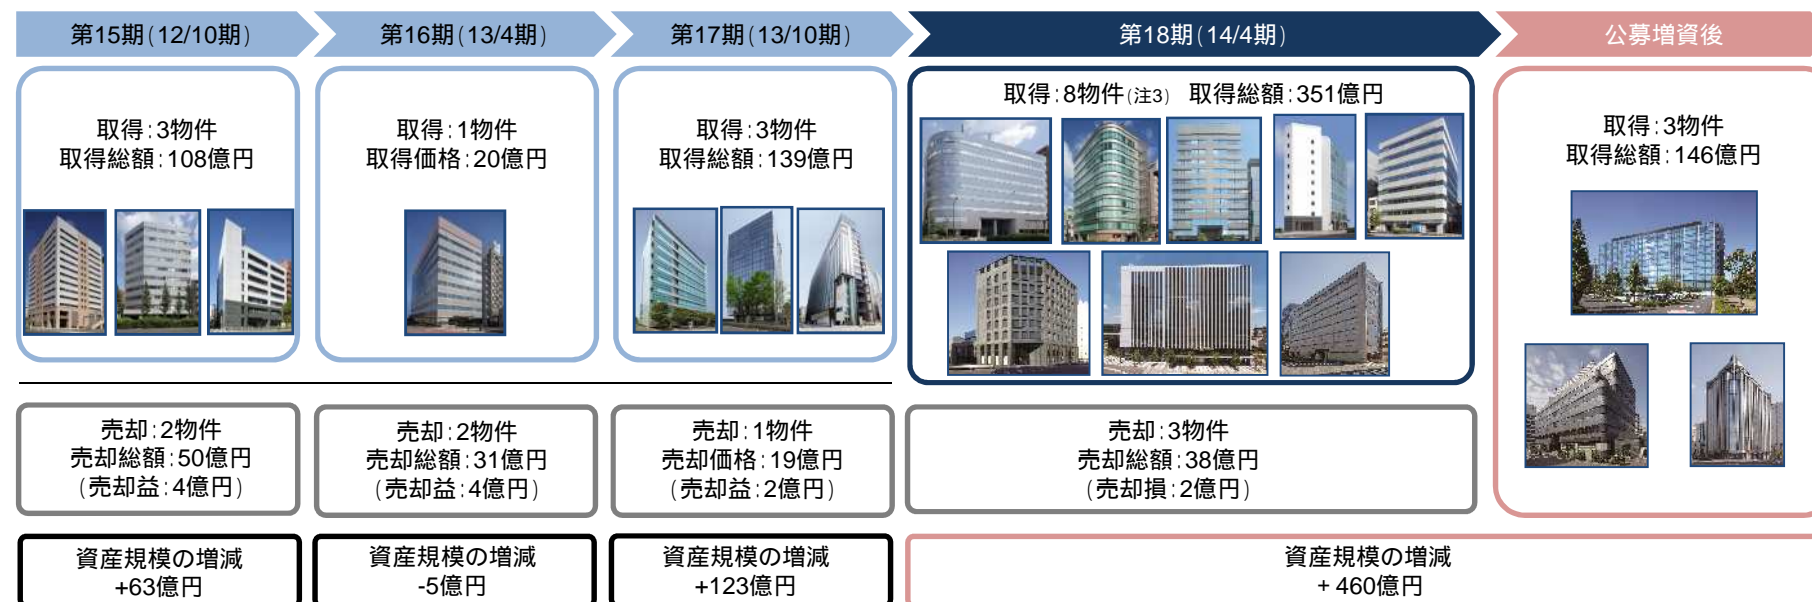 第15期(12/10期)
第16期(13/4期)
第17期(13/10期)
第18期(14/4期)
公募増資後
取得:3物件
取得総額:108億円
取得:1物件
取得価格:20億円
取得:3物件
取得総額:139億円
取得:8物件(注3) 取得総額:351億円
取得:3物件
取得総額:146億円
売却:2物件
売却総額:50億円
(売却益:4億円)
売却:2物件
売却総額:31億円
(売却益:4億円)
売却:1物件
売却価格:19億円
(売却益:2億円)
売却:3物件
売却総額:38億円
(売却損:2億円)
資産規模の増減
+63億円
資産規模の増減
-5億円
資産規模の増減
+123億円
資産規模の増減
+460億円